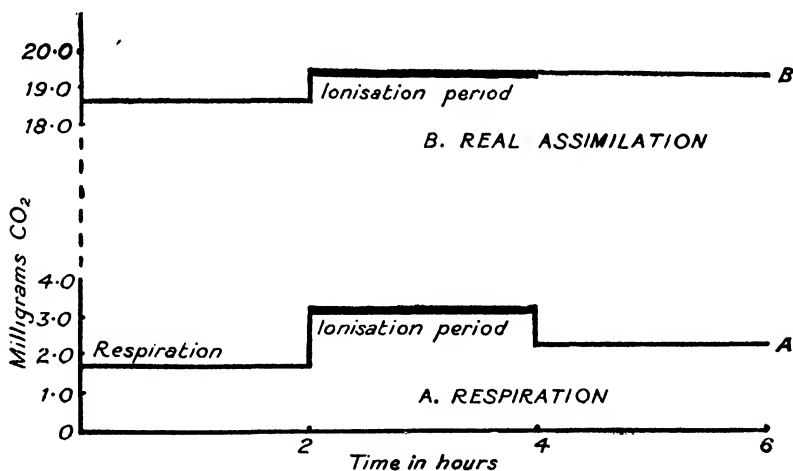 20·0
19·0
18·0
Ionisation period
B
B. REAL ASSIMILATION
Milligrams CO₂
4·0
3·0
2·0
1·0
0
Ionisation period
Respiration
A
A. RESPIRATION
2
4
6
Time in hours